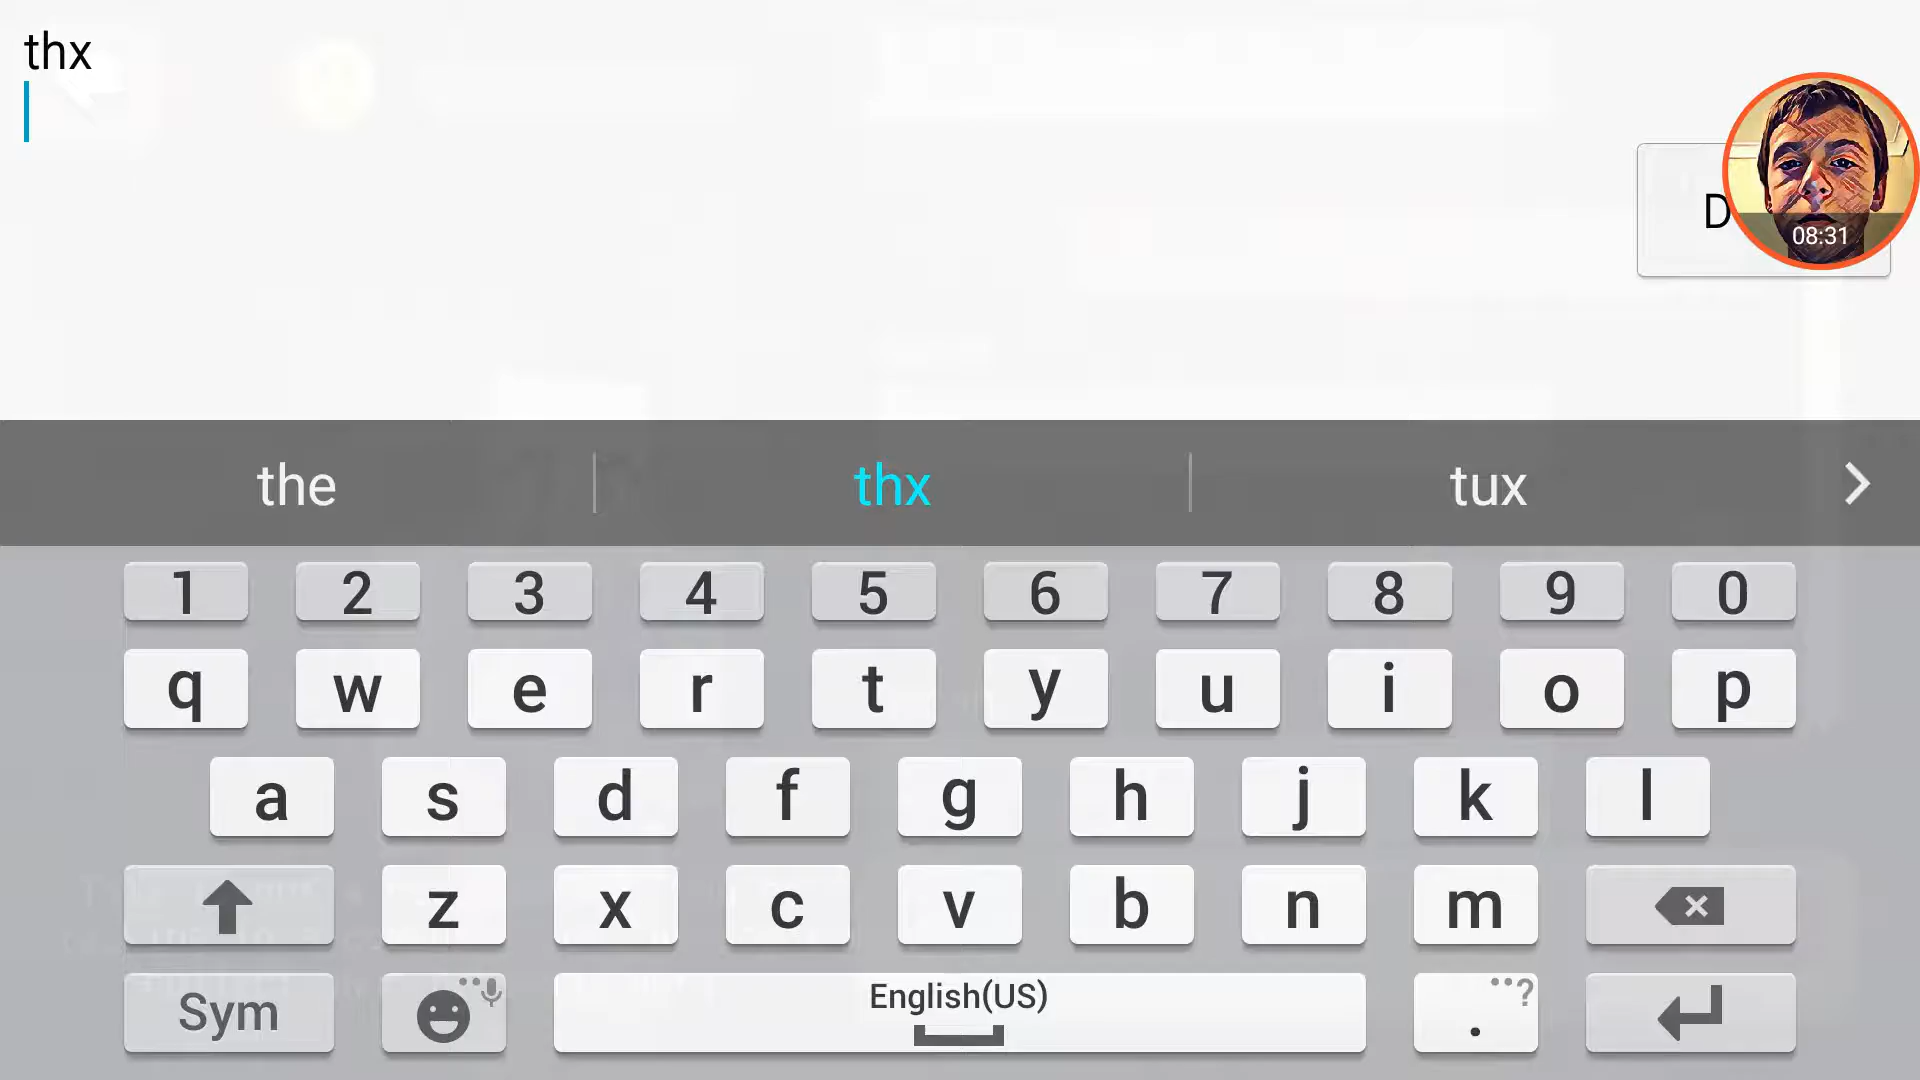 thx
D
08:31
the
thx
tux
1 2 3 4 5 6 7 8 9 0
q w e r t y u i o p
a s d f g h j k l
z x c v b n m
Sym English(US) . ?